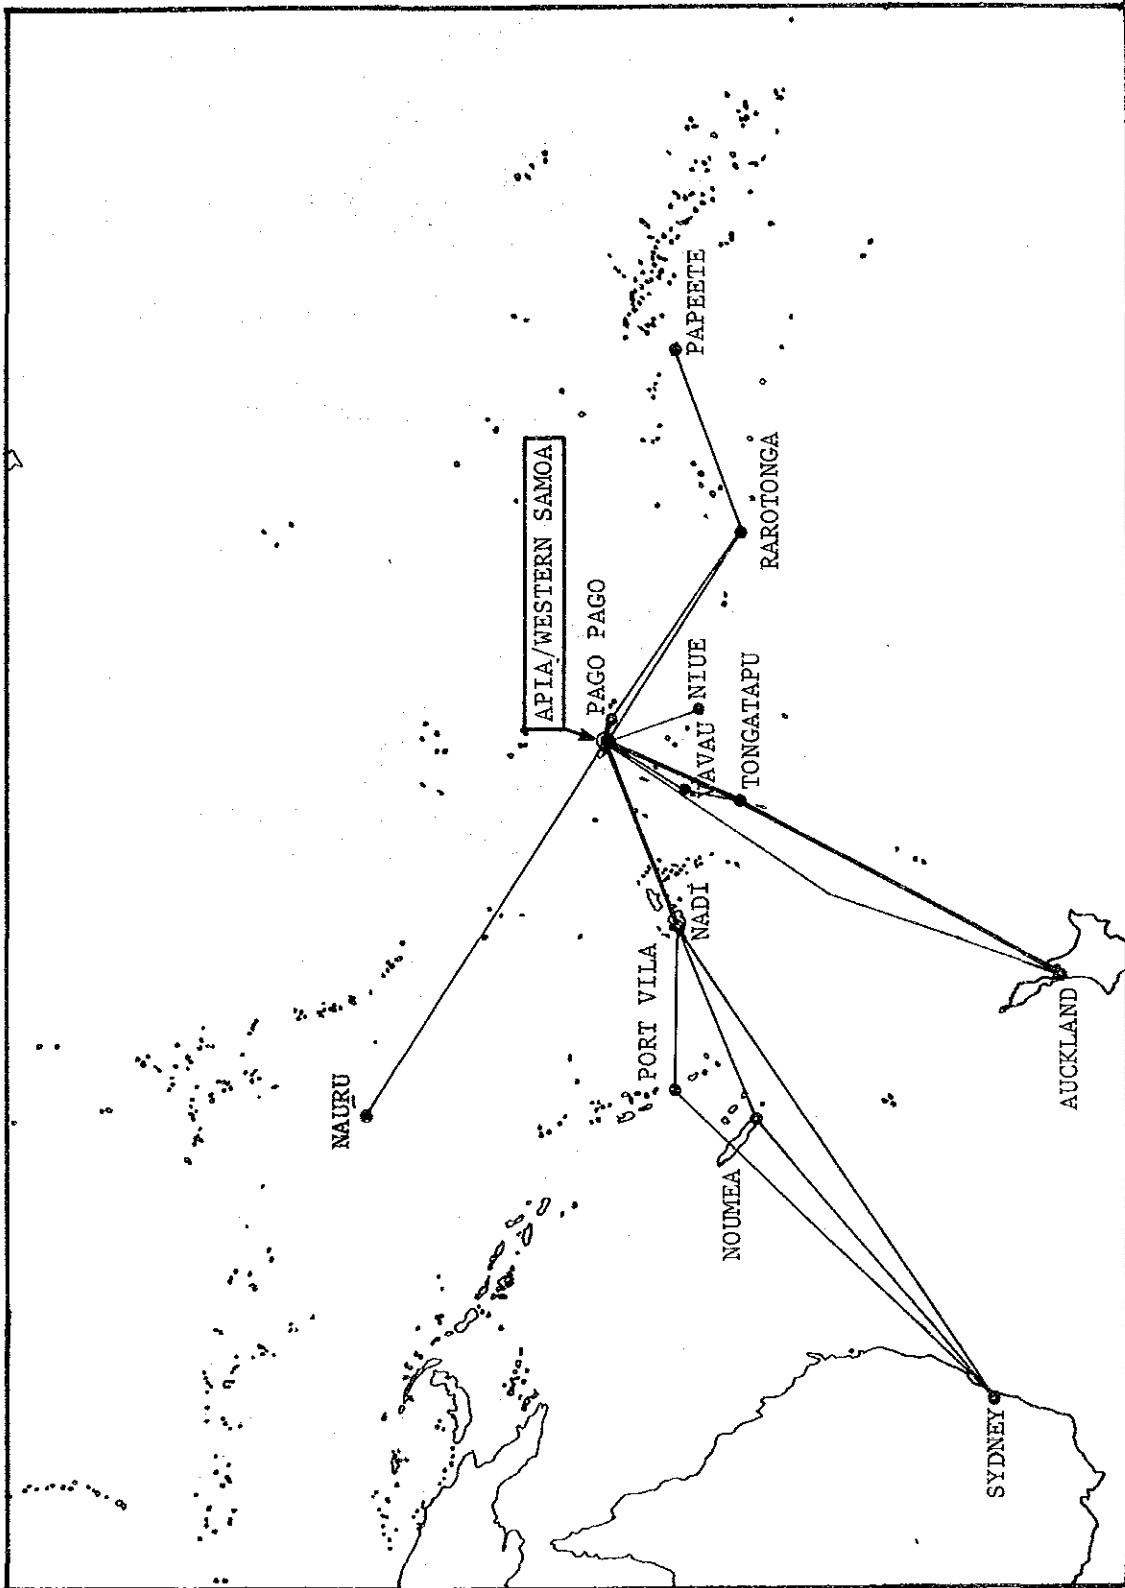 APIA/WESTERN SAMOA
NAURU
PAGO PAGO
PORT VILA
NADI
VAVAU
NIUE
PAPEETE
NOUMEA
TONGATAPU
RAROTONGA
SYDNEY
AUCKLAND